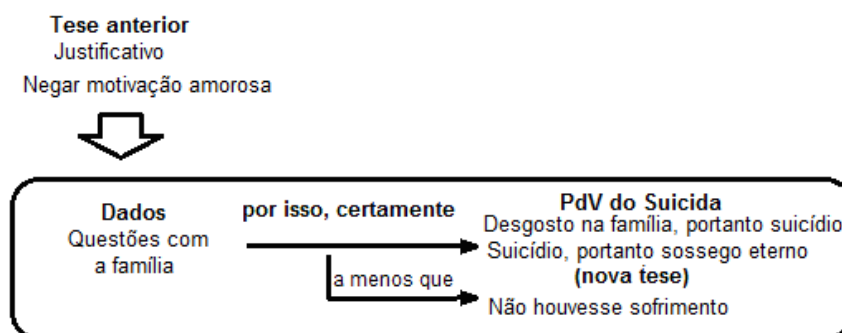 Tese anterior
Justificativo
Negar motivação amorosa
Dados
Questões com
a família
por isso, certamente
a menos que
PdV do Suicida
Desgosto na família, portanto suicídio
Suicídio, portanto sossego eterno
(nova tese)
Não houvesse sofrimento